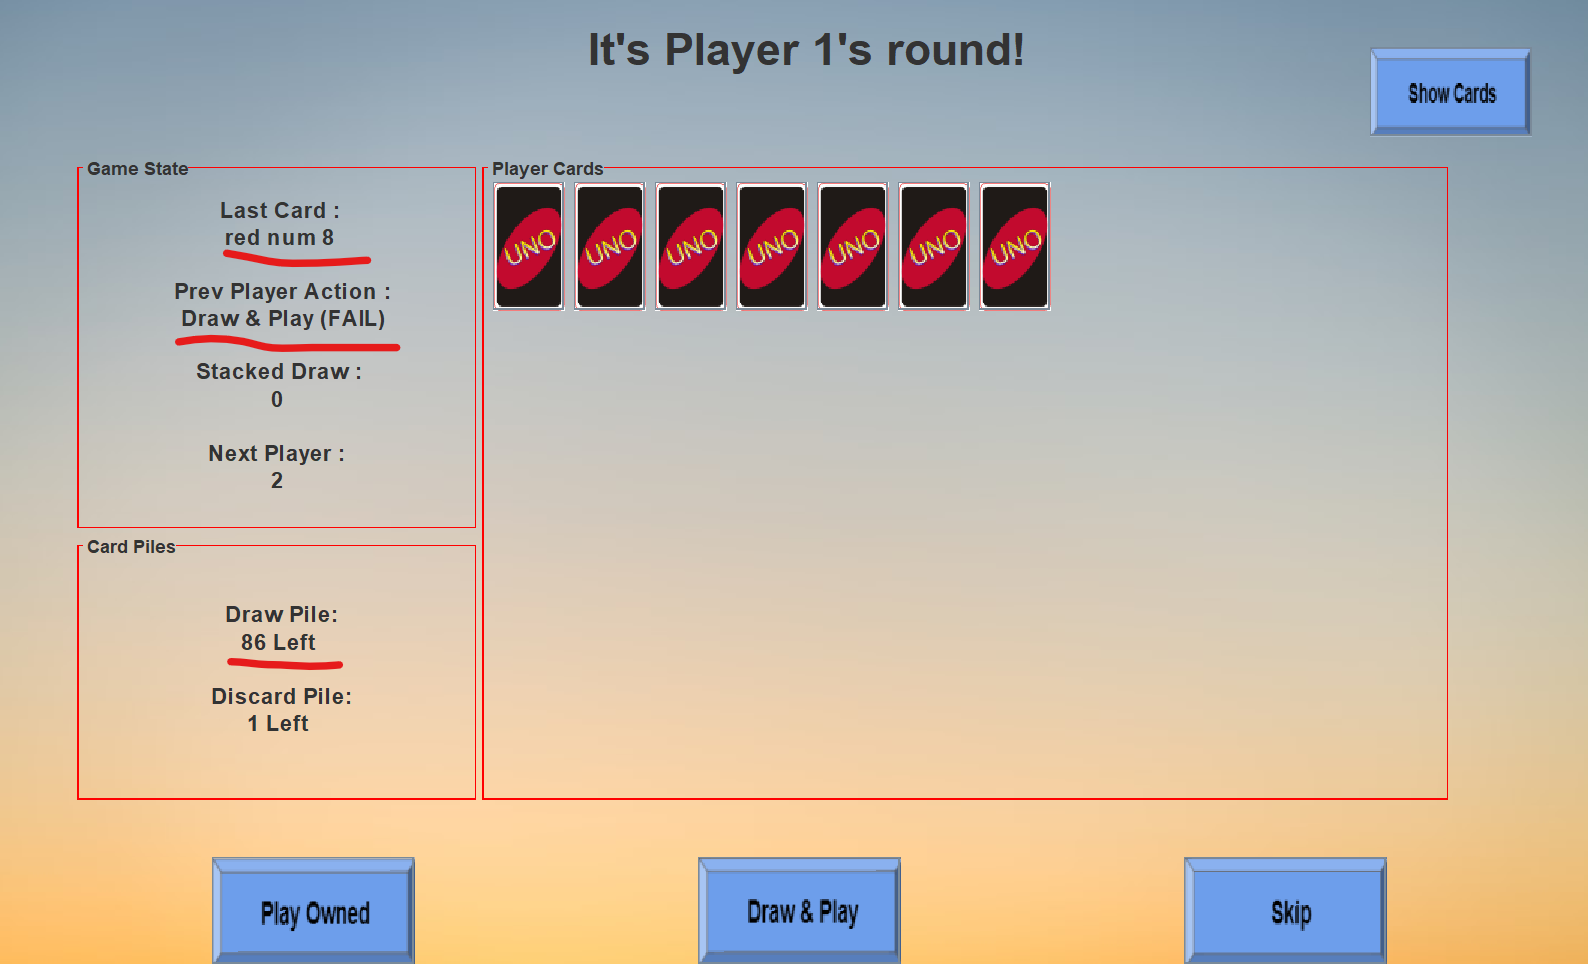 It's Player 1's round!
Show Cards
Game State
Last Card :
red num 8
Prev Player Action :
Draw & Play (FAIL)
Stacked Draw :
0
Next Player :
2
Card Piles
Draw Pile:
86 Left
Discard Pile:
1 Left
Player Cards
UNO
UNO
UNO
UNO
UNO
UNO
UNO
Play Owned
Draw & Play
Skip